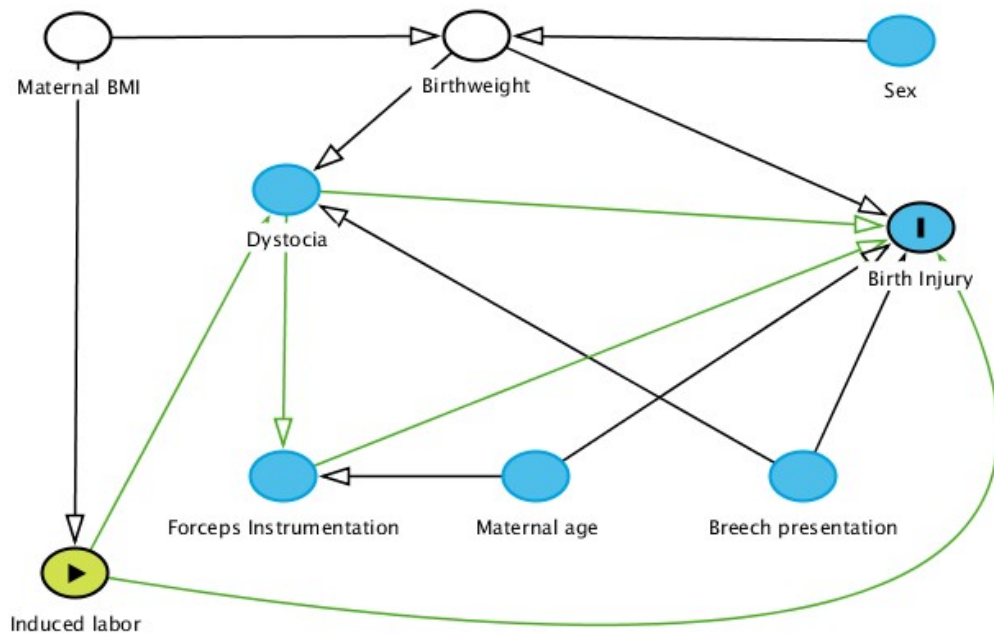 Maternal BMI
Birthweight
Sex
Dystocia
Birth Injury
Forceps Instrumentation
Maternal age
Breech presentation
Induced labor